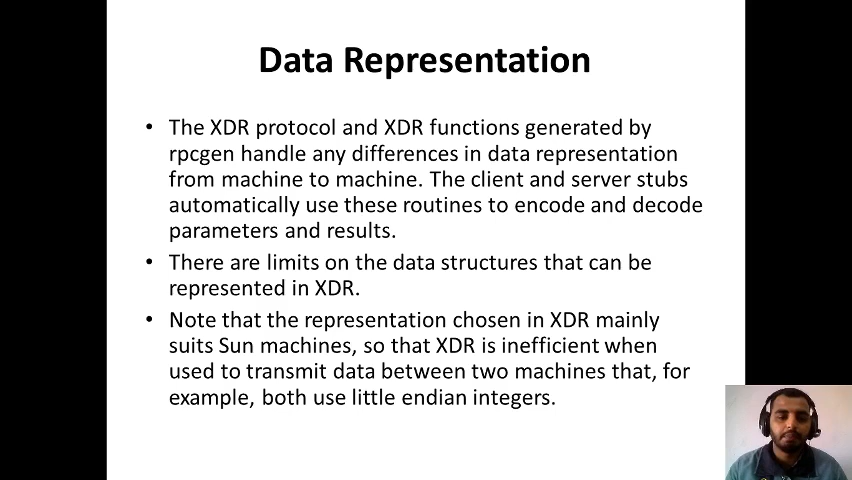 Data Representation
• The XDR protocol and XDR functions generated by
rpcgen handle any differences in data representation
from machine to machine. The client and server stubs
automatically use these routines to encode and decode
parameters and results.
• There are limits on the data structures that can be
represented in XDR.
• Note that the representation chosen in XDR mainly
suits Sun machines, so that XDR is inefficient when
used to transmit data between two machines that, for
example, both use little endian integers.